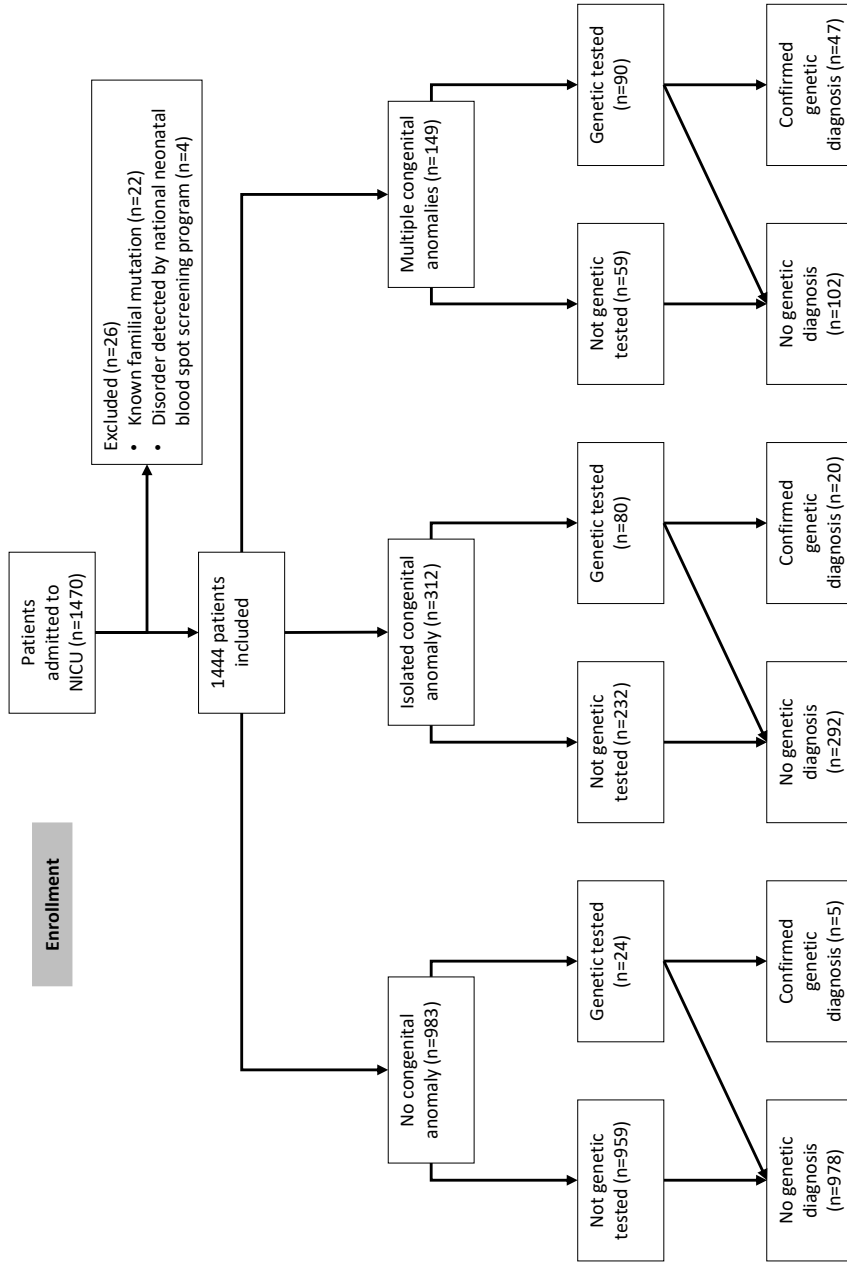 Enrollment
Patients
admitted to
NICU (n=1470)
Excluded (n=26)
• Known familial mutation (n=22)
• Disorder detected by national neonatal
blood spot screening program (n=4)
1444 patients
included
No congenital
anomaly (n=983)
Isolated congenital
anomaly (n=312)
Multiple congenital
anomalies (n=149)
Not genetic
tested (n=959)
Genetic tested
(n=24)
Not genetic
tested (n=232)
Genetic tested
(n=80)
Not genetic
tested (n=59)
Genetic tested
(n=90)
No genetic
diagnosis
(n=978)
Confirmed
genetic
diagnosis (n=5)
No genetic
diagnosis
(n=292)
Confirmed
genetic
diagnosis (n=20)
No genetic
diagnosis
(n=102)
Confirmed
genetic
diagnosis (n=47)